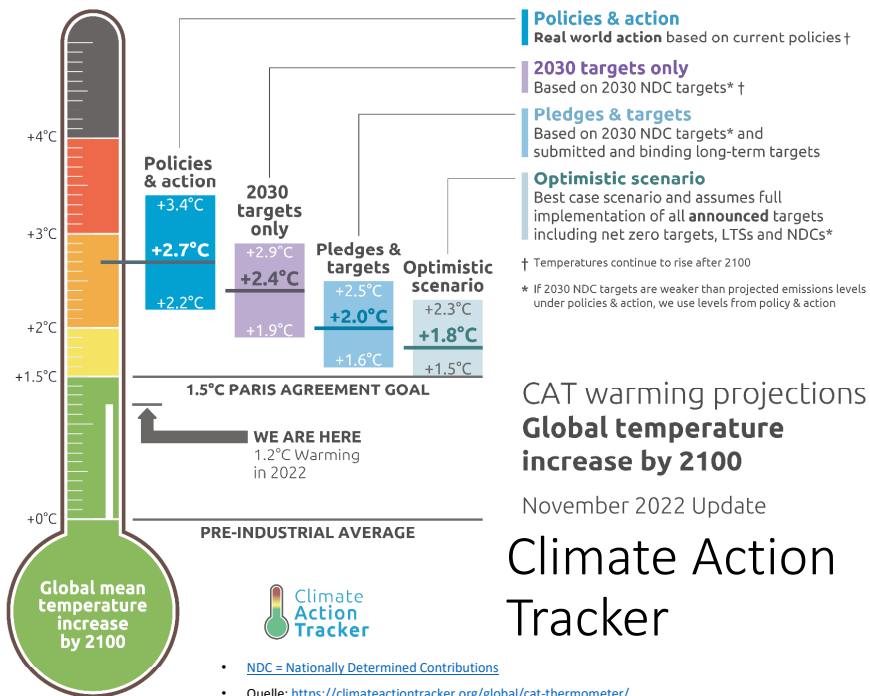 Policies & action
Real world action based on current policies †
2030 targets only
Based on 2030 NDC targets* †
Pledges & targets
Based on 2030 NDC targets* and
submitted and binding long-term targets
Optimistic scenario
Best case scenario and assumes full
implementation of all announced targets
including net zero targets, LTSs and NDCs*
† Temperatures continue to rise after 2100
* If 2030 NDC targets are weaker than projected emissions levels
under policies & action, we use levels from policy & action
+4°C
+3°C
+2°C
+1.5°C
+0°C
Policies
& action
+3.4°C
+2.7°C
+2.2°C
2030
targets
only
+2.9°C
+2.4°C
+1.9°C
Pledges &
targets
+2.5°C
+2.0°C
+1.6°C
Optimistic
scenario
+2.3°C
+1.8°C
+1.5°C
1.5°C PARIS AGREEMENT GOAL
WE ARE HERE
1.2°C Warming
in 2022
PRE-INDUSTRIAL AVERAGE
Global mean
temperature
increase
by 2100
CAT warming projections
Global temperature
increase by 2100
November 2022 Update
Climate Action
Tracker
Climate
Action
Tracker
• NDC = Nationally Determined Contributions
• Quelle: https://climateactiontracker.org/global/cat-thermometer/